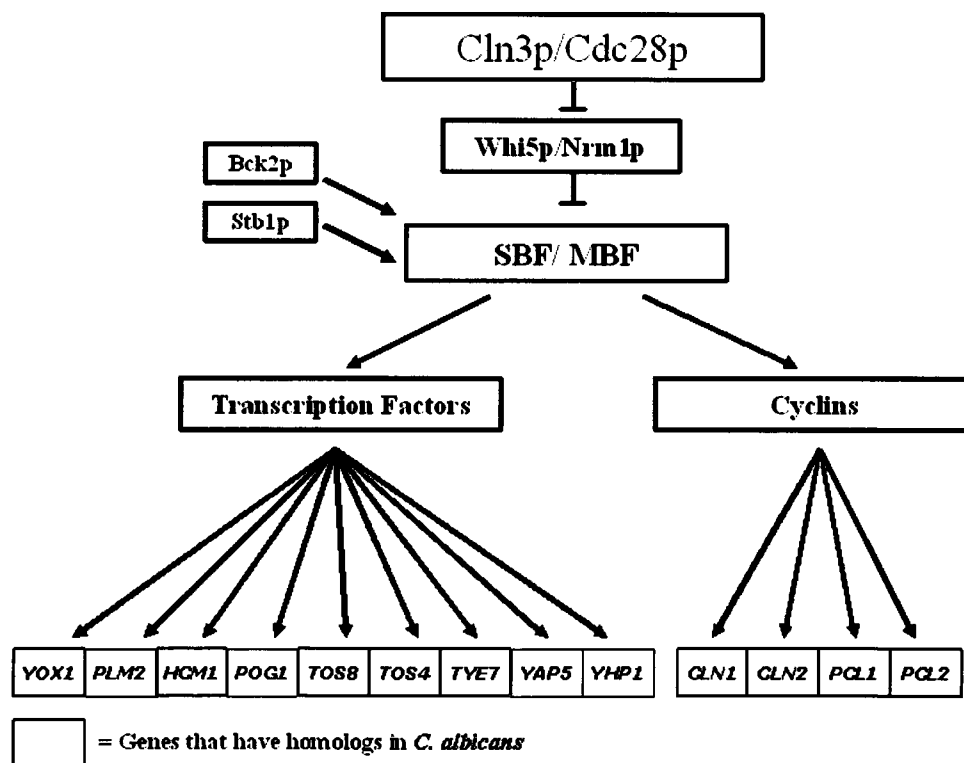 Cln3p/Cdc28p
Whi5p/Nrm1p
Bck2p
Stb1p
SBF/ MBF
Transcription Factors
Cyclins
YOX1 PLM2 HCM1 POG1 TOS8 TOS4 TYE7 YAP5 YHP1 CLN1 CLN2 PCL1 PCL2
= Genes that have homologs in C. albicans